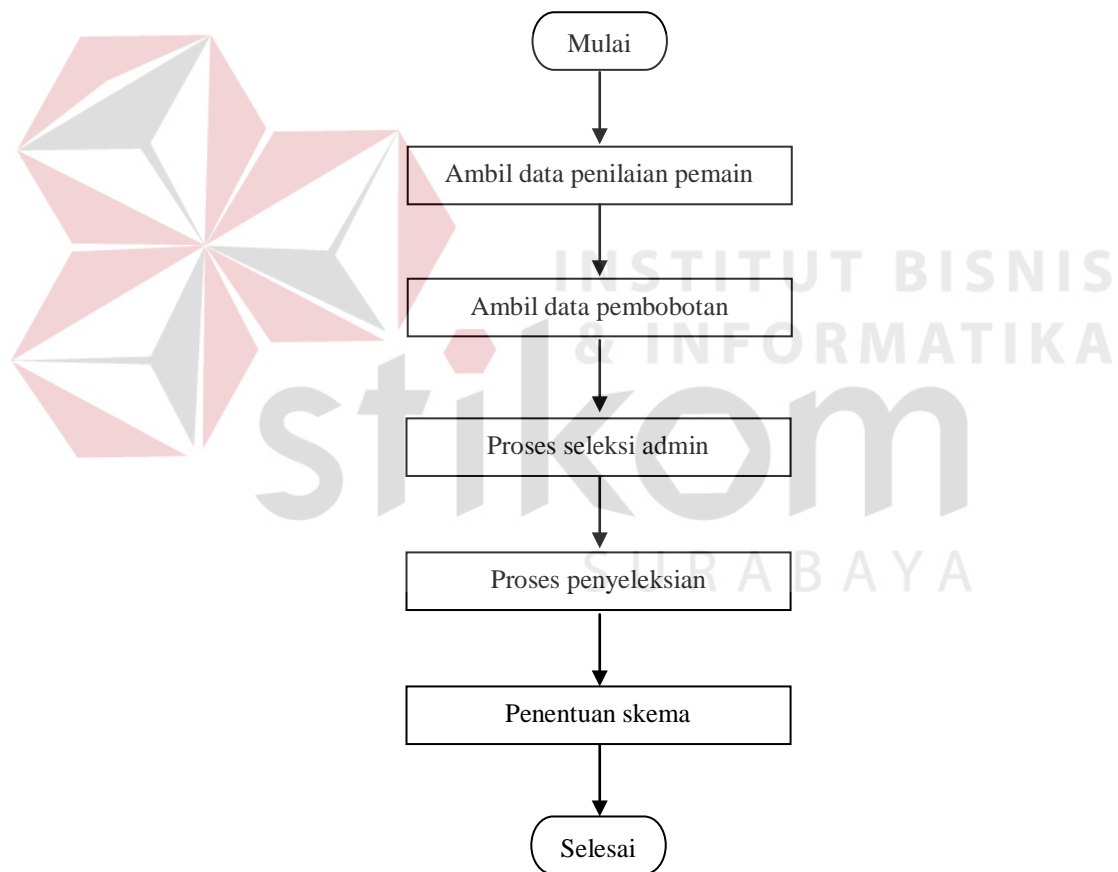 Mulai
Ambil data penilaian pemain
INSTITUT BISNIS
Ambil data pembobotan
& INFORMATIKA
stikom
Proses seleksi admin
Proses penyeleksian
SURABAYA
Penentuan skema
Selesai